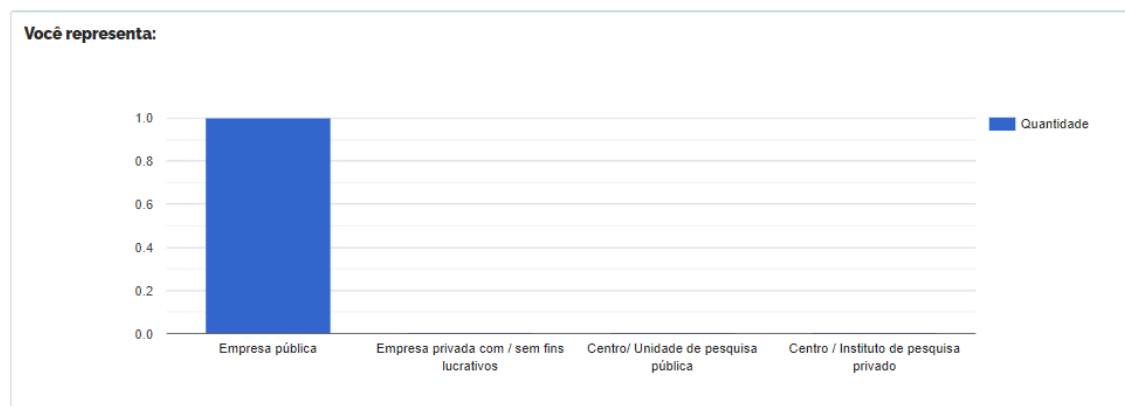 Você representa:
1.0
0.8
0.6
0.4
0.2
0.0
Quantidade
Empresa pública
Empresa privada com / sem fins
lucrativos
Centro/ Unidade de pesquisa
pública
Centro / Instituto de pesquisa
privado